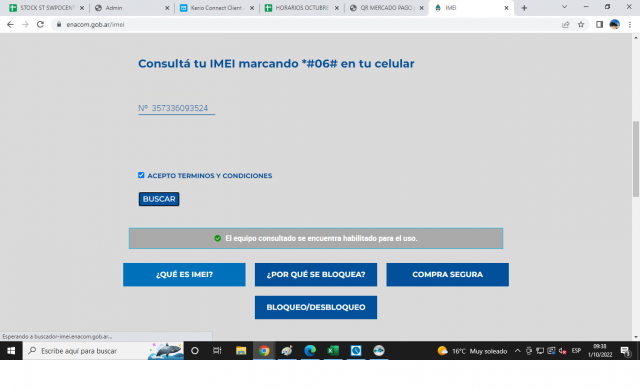 STOCK ST SWPOCENT
Admin
Kerio Connect Client
HORARIOS OCTUBRE
QR MERCADO PAGO
IMEI
enacom.gob.ar/imei
Consultá tu IMEI marcando *#06# en tu celular
Nº 357336093524
ACEPTO TERMINOS Y CONDICIONES
BUSCAR
El equipo consultado se encuentra habilitado para el uso.
¿QUÉ ES IMEI?
¿POR QUÉ SE BLOQUEA?
COMPRA SEGURA
BLOQUEO/DESBLOQUEO
Esperando a buscador-imei.enacom.gob.ar...
Escribe aquí para buscar
16°C Muy soleado
ESP
09:38
1/10/2022